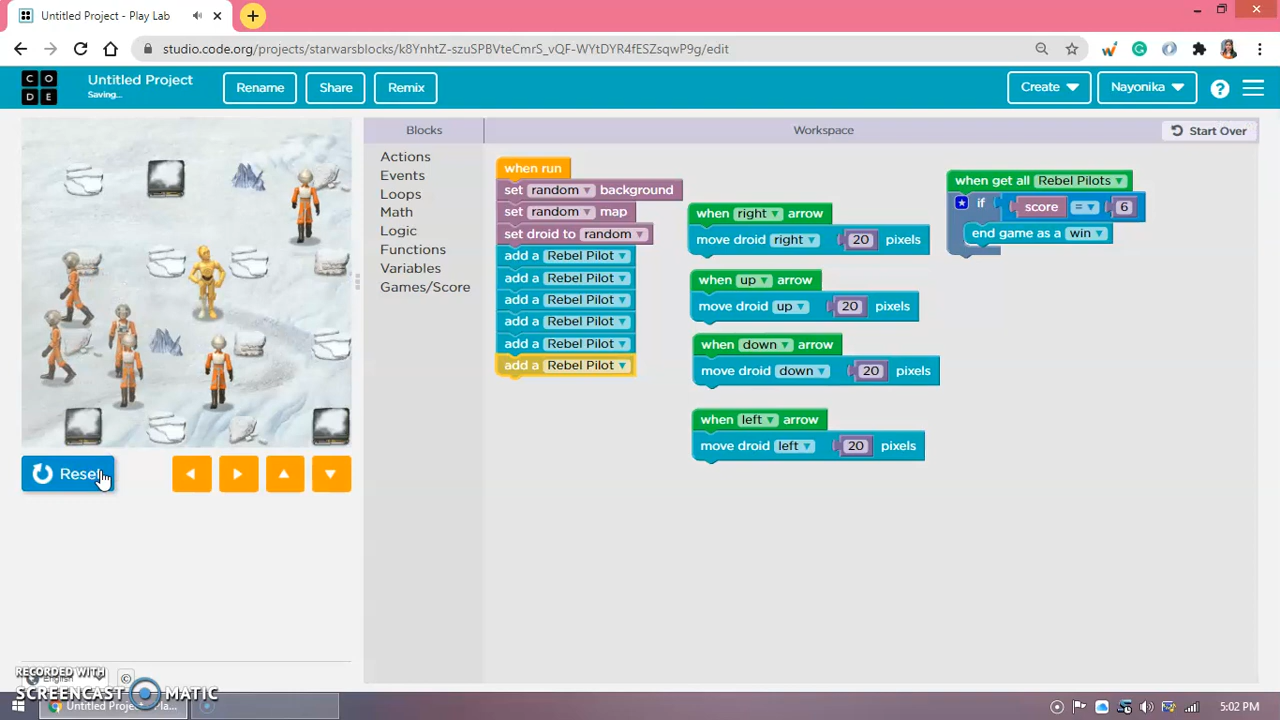 Untitled Project - Play Lab
studio.code.org/projects/starwarsblocks/k8YnhtZ-szuSPBVteCmrS_vQF-WYtDYR4fESZsqwP9g/edit
C O
D E
Untitled Project
Saving...
Rename
Share
Remix
Create
Nayonika
?
Blocks
Workspace
Start Over
Actions
Events
Loops
Math
Logic
Functions
Variables
Games/Score
when run
set random background
set random map
set droid to random
add a Rebel Pilot
add a Rebel Pilot
add a Rebel Pilot
add a Rebel Pilot
add a Rebel Pilot
add a Rebel Pilot
when right arrow
move droid right 20 pixels
when up arrow
move droid up 20 pixels
when down arrow
move droid down 20 pixels
when left arrow
move droid left 20 pixels
when get all Rebel Pilots
if score = 6
end game as a win
Reset
English
RECORDED WITH
SCREENCAST MATIC
Untitled Project - Pla...
5:02 PM